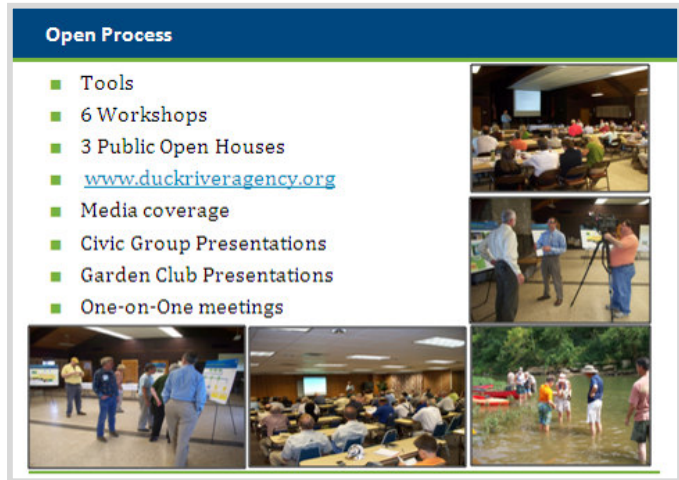 Open Process
Tools
6 Workshops
3 Public Open Houses
www.duckriveragency.org
Media coverage
Civic Group Presentations
Garden Club Presentations
One-on-One meetings